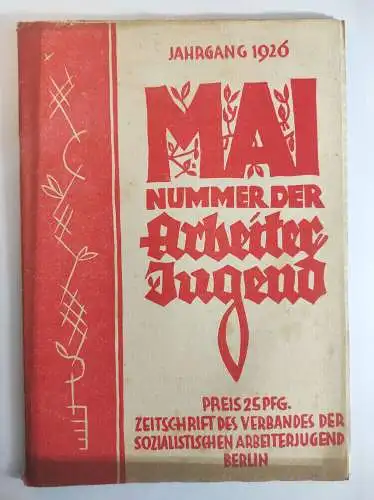 JAHRGANG 1926
MAI
NUMMER DER
Arbeiter
Jugend
PREIS 25 PFG.
ZEITSCHRIFT DES VERBANDES DER
SOZIALISTISCHEN ARBEITERJUGEND
BERLIN